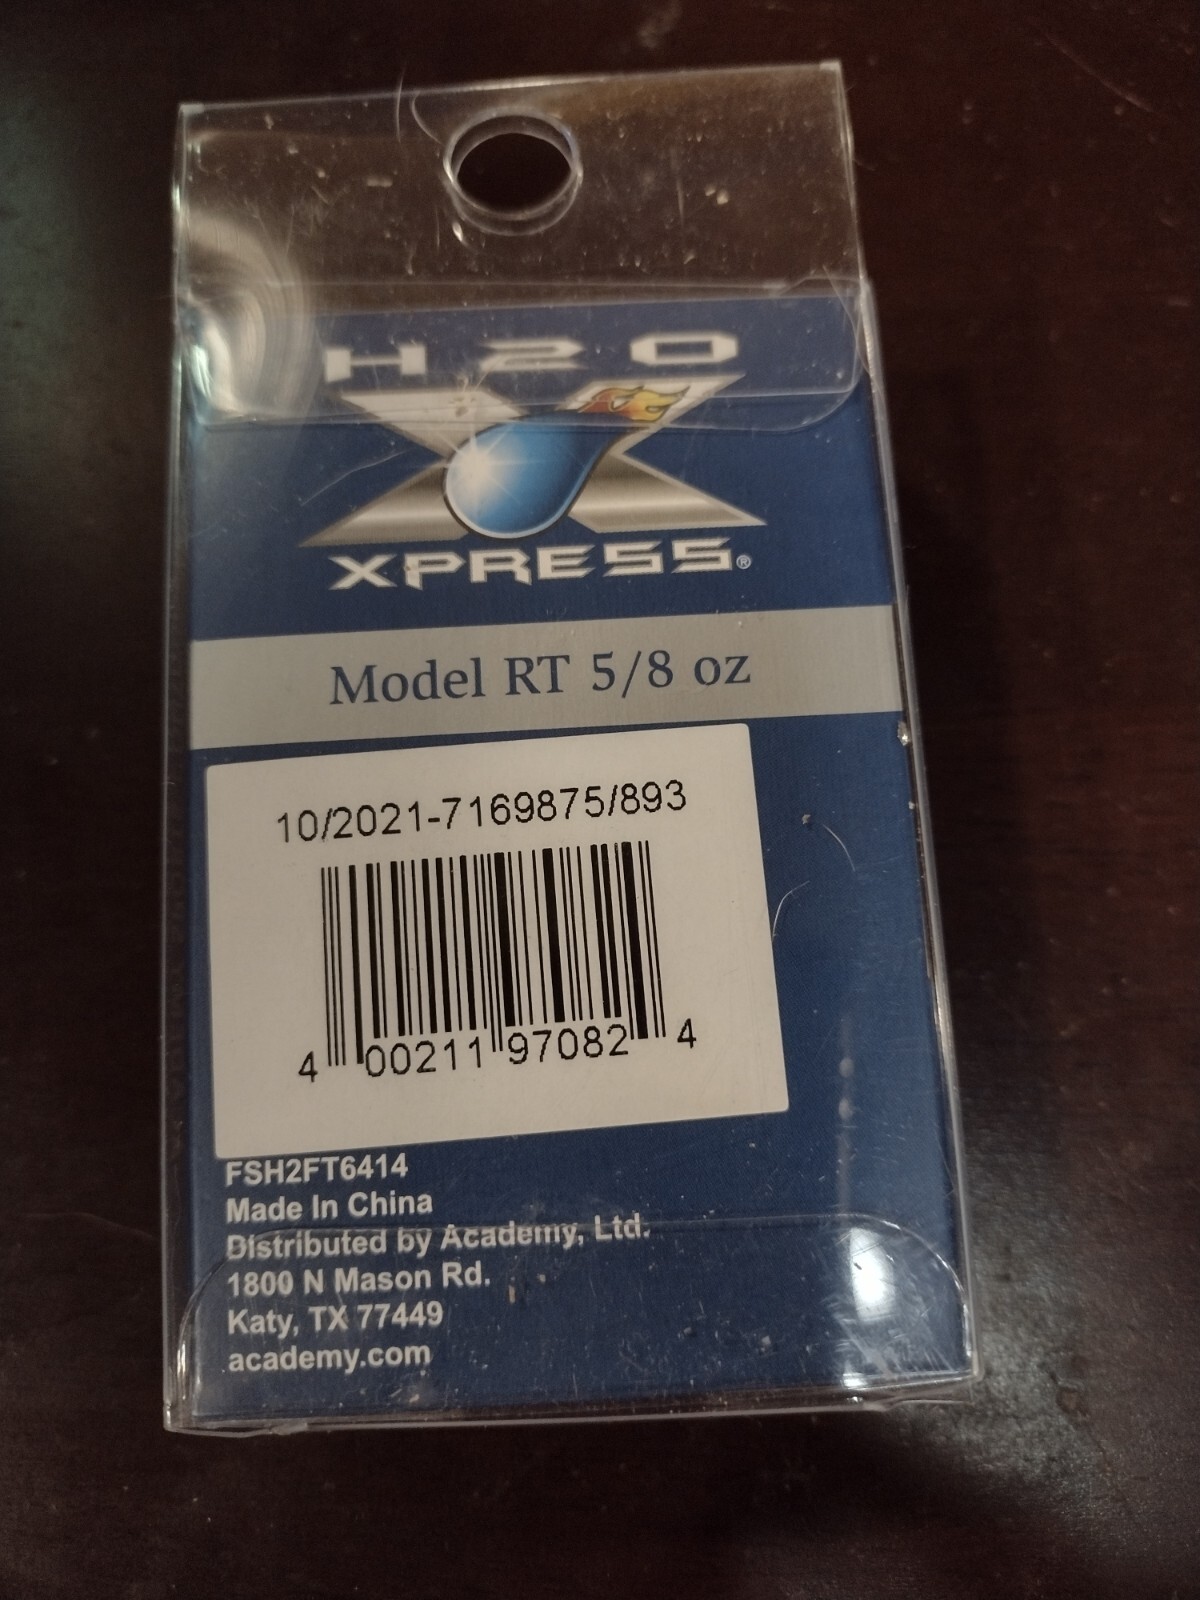 H2O
XPRESS®
Model RT 5/8 oz
10/2021-7169875/893
4 00211 97082 4
FSH2FT6414
Made In China
Distributed by Academy, Ltd.
1800 N Mason Rd.
Katy, TX 77449
academy.com